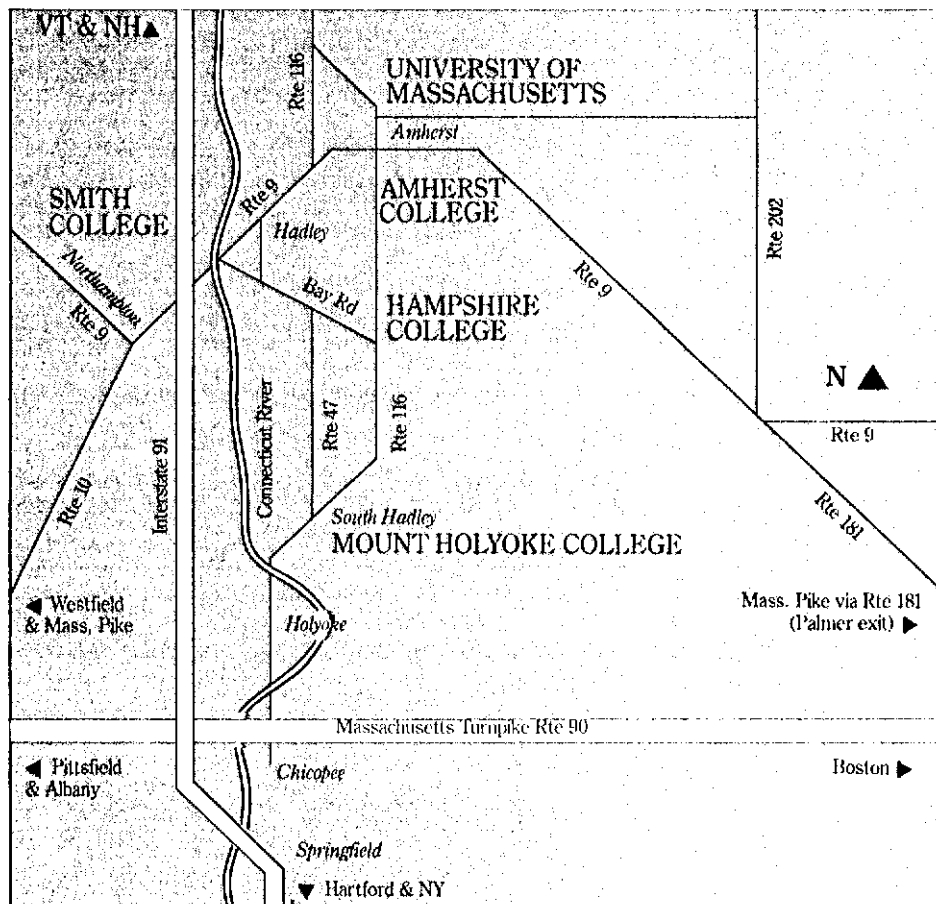 VT & NH ▲
Rte 116
UNIVERSITY OF
MASSACHUSETTS
Amherst
SMITH
COLLEGE
Rte 9
AMHERST
COLLEGE
Hadley
Rte 202
Northampton
Rte 9
Bay Rd
Rte 9
HAMPSHIRE
COLLEGE
N ▲
Rte 9
Rte 10
Interstate 91
Connecticut River
Rte 47
Rte 116
Rte 181
South Hadley
MOUNT HOLYOKE COLLEGE
◀ Westfield
& Mass. Pike
Holyoke
Mass. Pike via Rte 181
(Palmer exit) ▶
Massachusetts Turnpike Rte 90
◀ Pittsfield
& Albany
Chicopee
Boston ▶
Springfield
▼ Hartford & NY